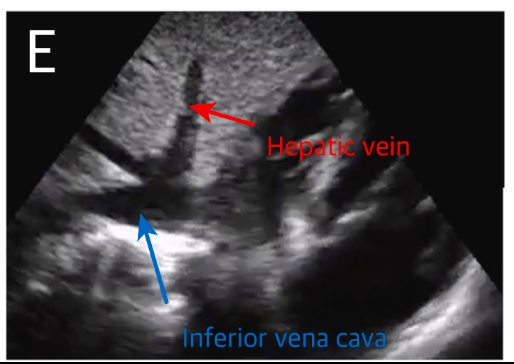 E
Hepatic vein
Inferior vena cava